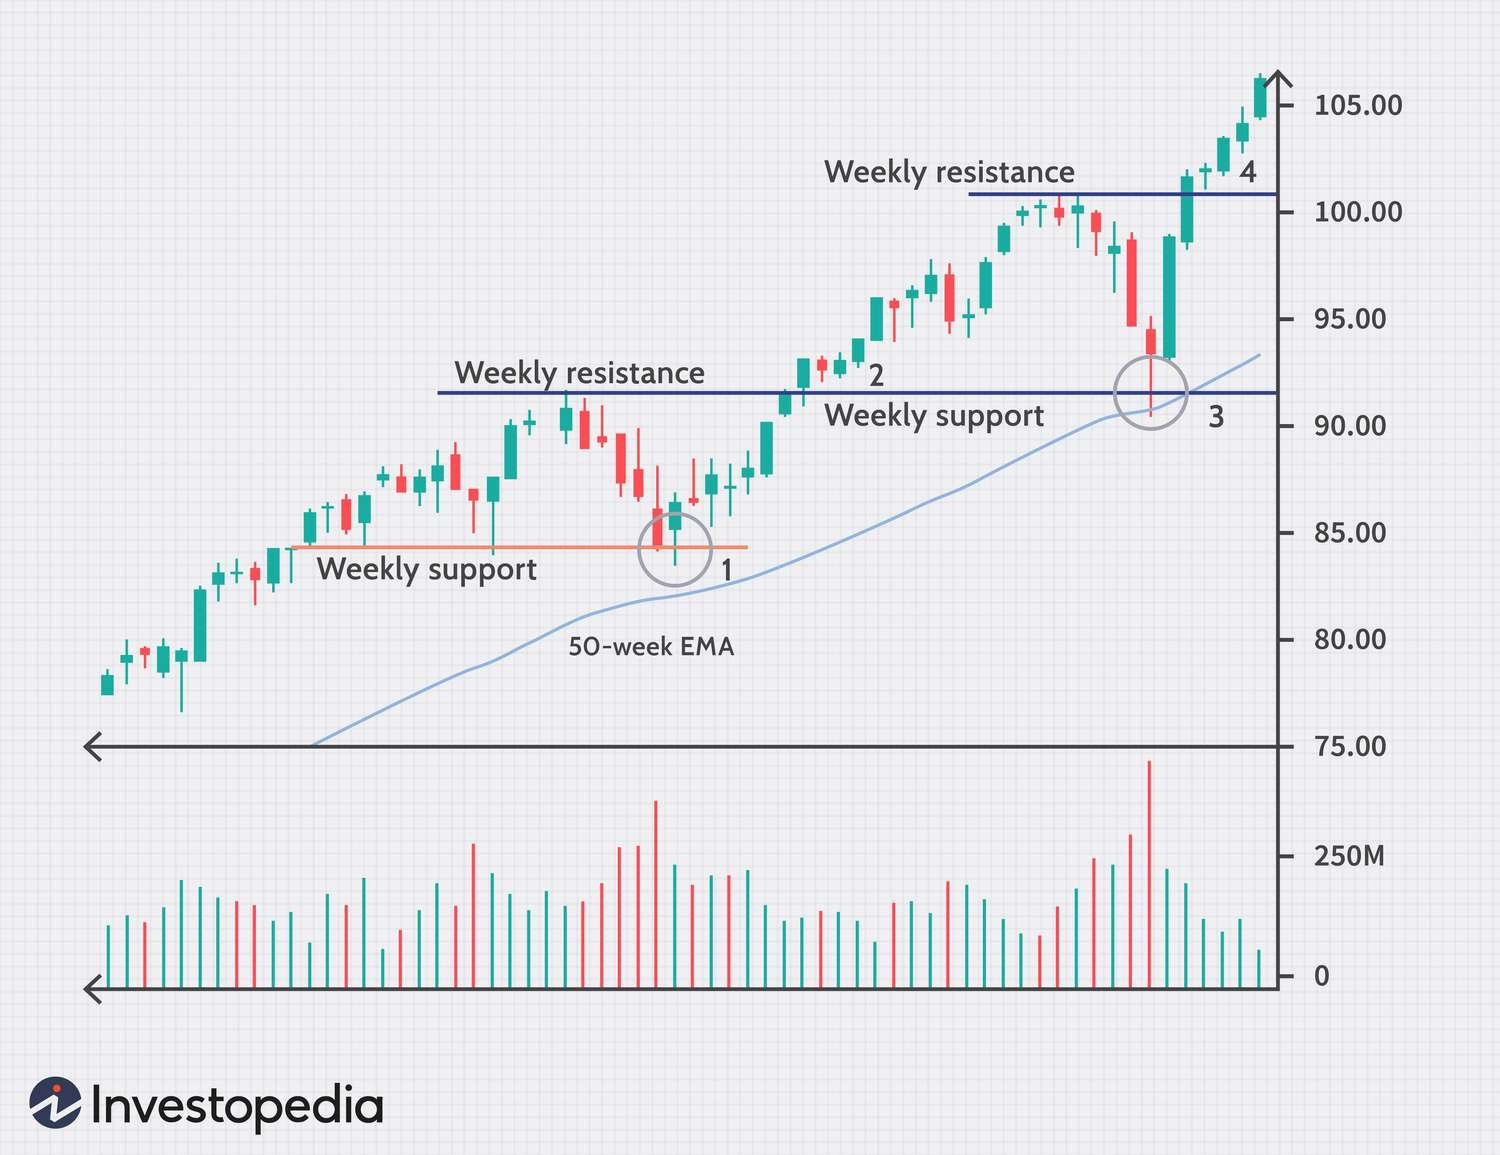 105.00
Weekly resistance
4
100.00
95.00
Weekly resistance
2
Weekly support
3
90.00
85.00
Weekly support
1
50-week EMA
80.00
75.00
250M
0
Investopedia